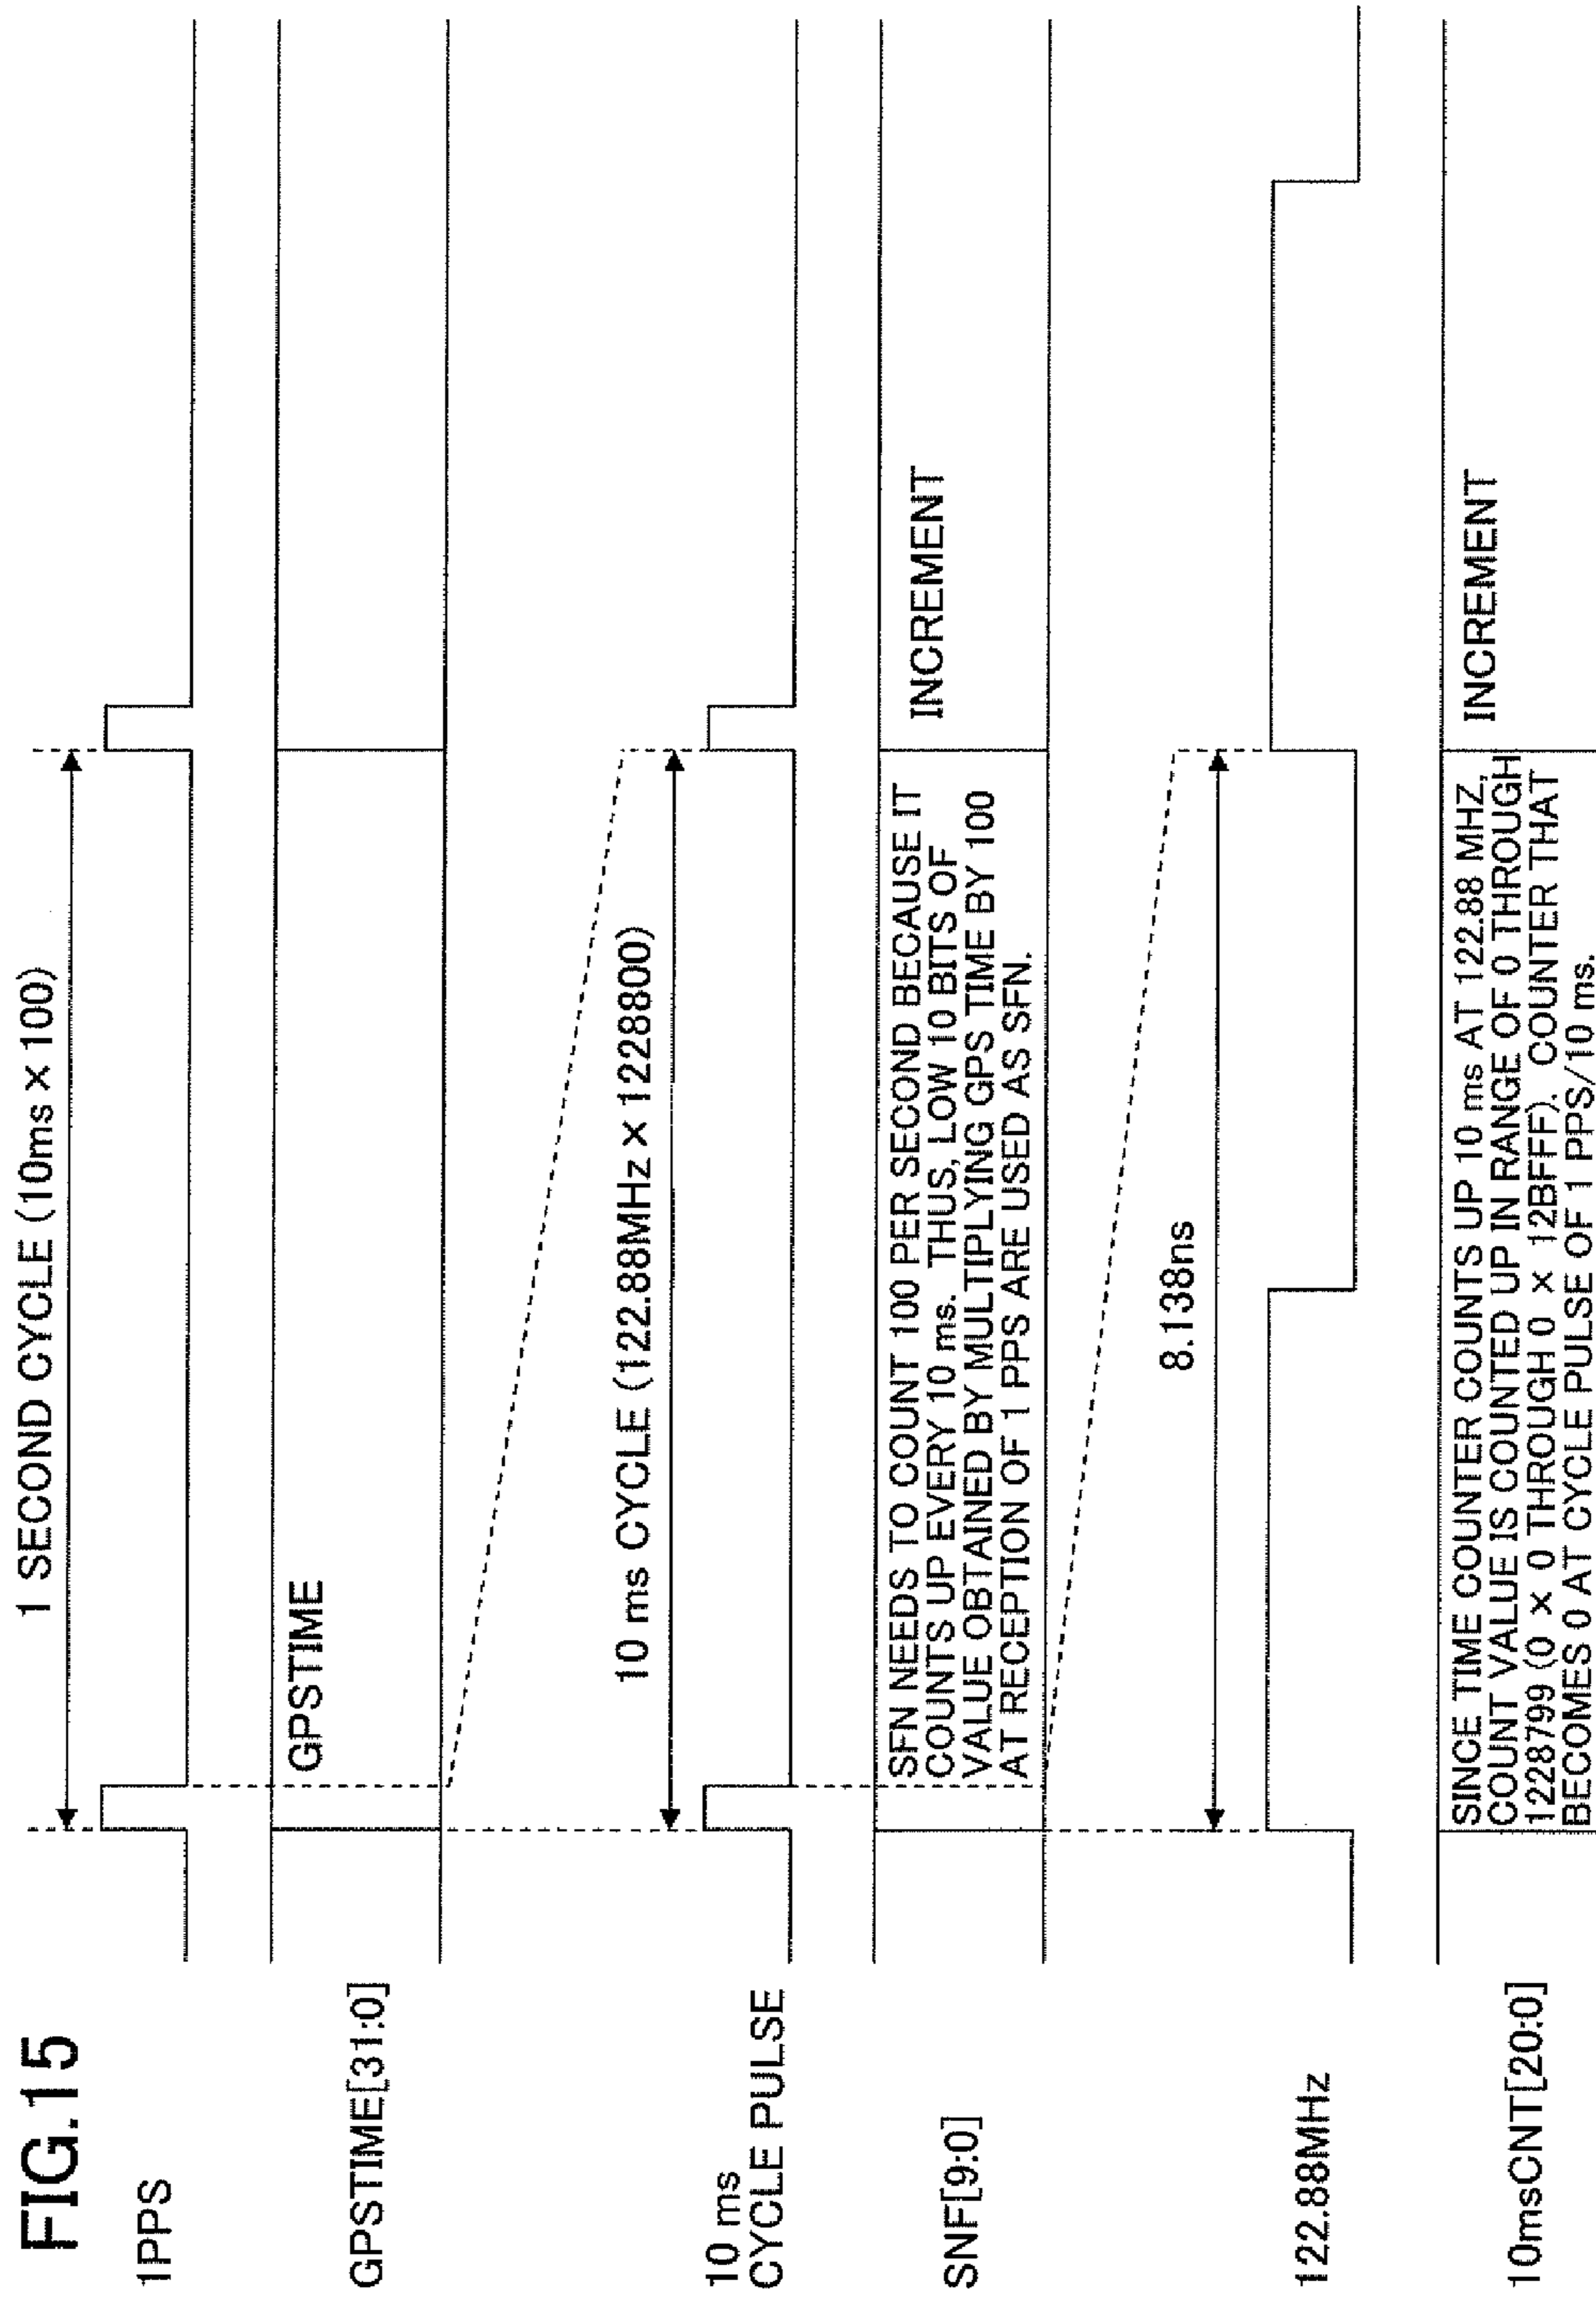 FIG.15
1 SECOND CYCLE (10ms × 100)
1PPS
GPSTIME[31:0]
GPSTIME
10 ms CYCLE (122.88MHz × 1228800)
10 ms
CYCLE PULSE
SNF[9:0]
SFN NEEDS TO COUNT 100 PER SECOND BECAUSE IT
COUNTS UP EVERY 10 ms. THUS, LOW 10 BITS OF
VALUE OBTAINED BY MULTIPLYING GPS TIME BY 100
AT RECEPTION OF 1 PPS ARE USED AS SFN.
INCREMENT
8.138ns
122.88MHz
10msCNT[20:0]
SINCE TIME COUNTER COUNTS UP 10 ms AT 122.88 MHZ,
COUNT VALUE IS COUNTED UP IN RANGE OF 0 THROUGH
1228799 (0 × 0 THROUGH 0 × 12BFFF). COUNTER THAT
BECOMES 0 AT CYCLE PULSE OF 1 PPS/10 ms.
INCREMENT